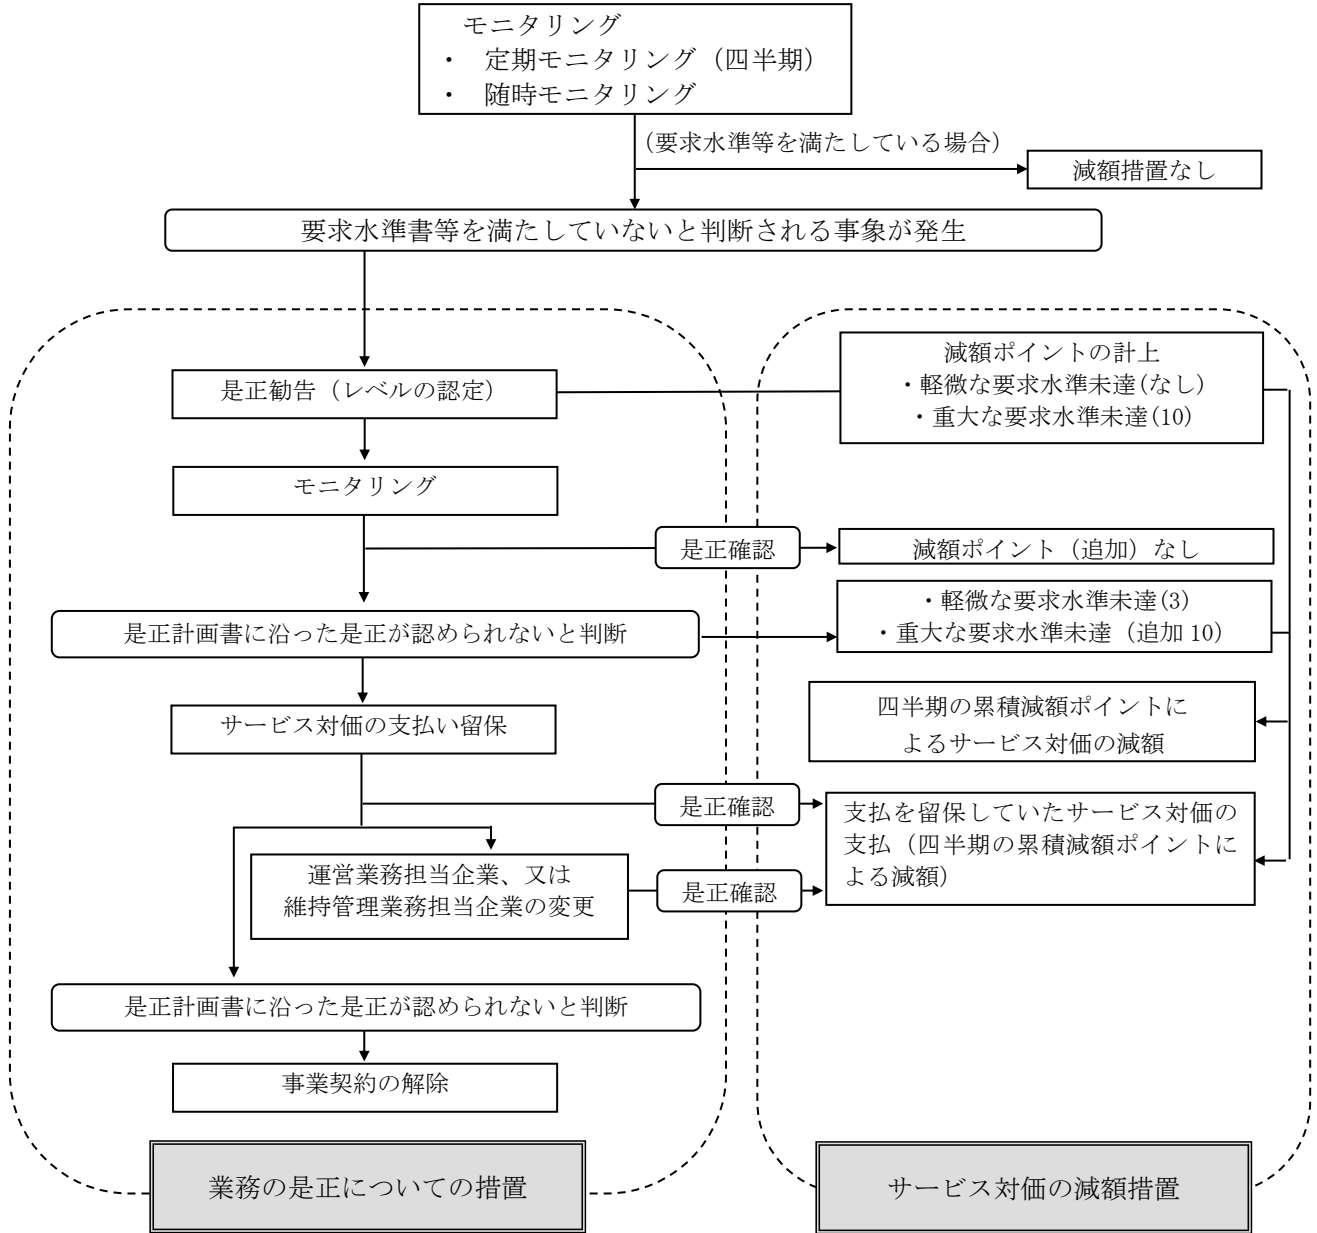 モニタリング
・ 定期モニタリング（四半期）
・ 随時モニタリング
(要求水準等を満たしている場合)
減額措置なし
要求水準書等を満たしていないと判断される事象が発生
是正勧告（レベルの認定）
減額ポイントの計上
・軽微な要求水準未達(なし)
・重大な要求水準未達(10)
モニタリング
是正確認
減額ポイント（追加）なし
是正計画書に沿った是正が認められないと判断
・軽微な要求水準未達(3)
・重大な要求水準未達（追加 10）
サービス対価の支払い留保
四半期の累積減額ポイントに
よるサービス対価の減額
是正確認
支払を留保していたサービス対価の
支払（四半期の累積減額ポイントに
よる減額）
運営業務担当企業、又は
維持管理業務担当企業の変更
是正確認
是正計画書に沿った是正が認められないと判断
事業契約の解除
業務の是正についての措置
サービス対価の減額措置